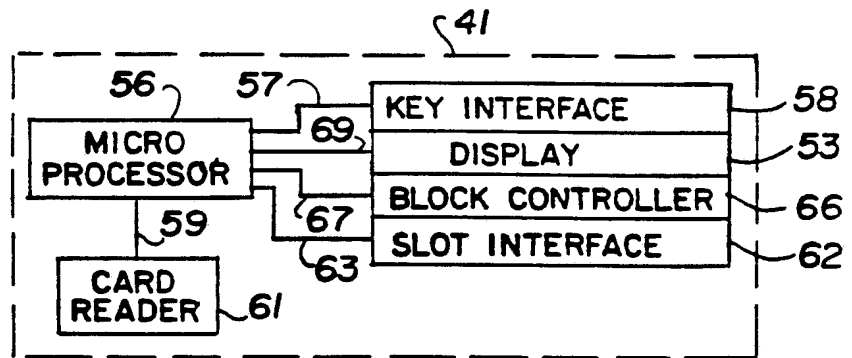 41
56
57
KEY INTERFACE
58
MICRO
PROCESSOR
69
DISPLAY
53
67
BLOCK CONTROLLER
66
59
63
SLOT INTERFACE
62
CARD
READER
61